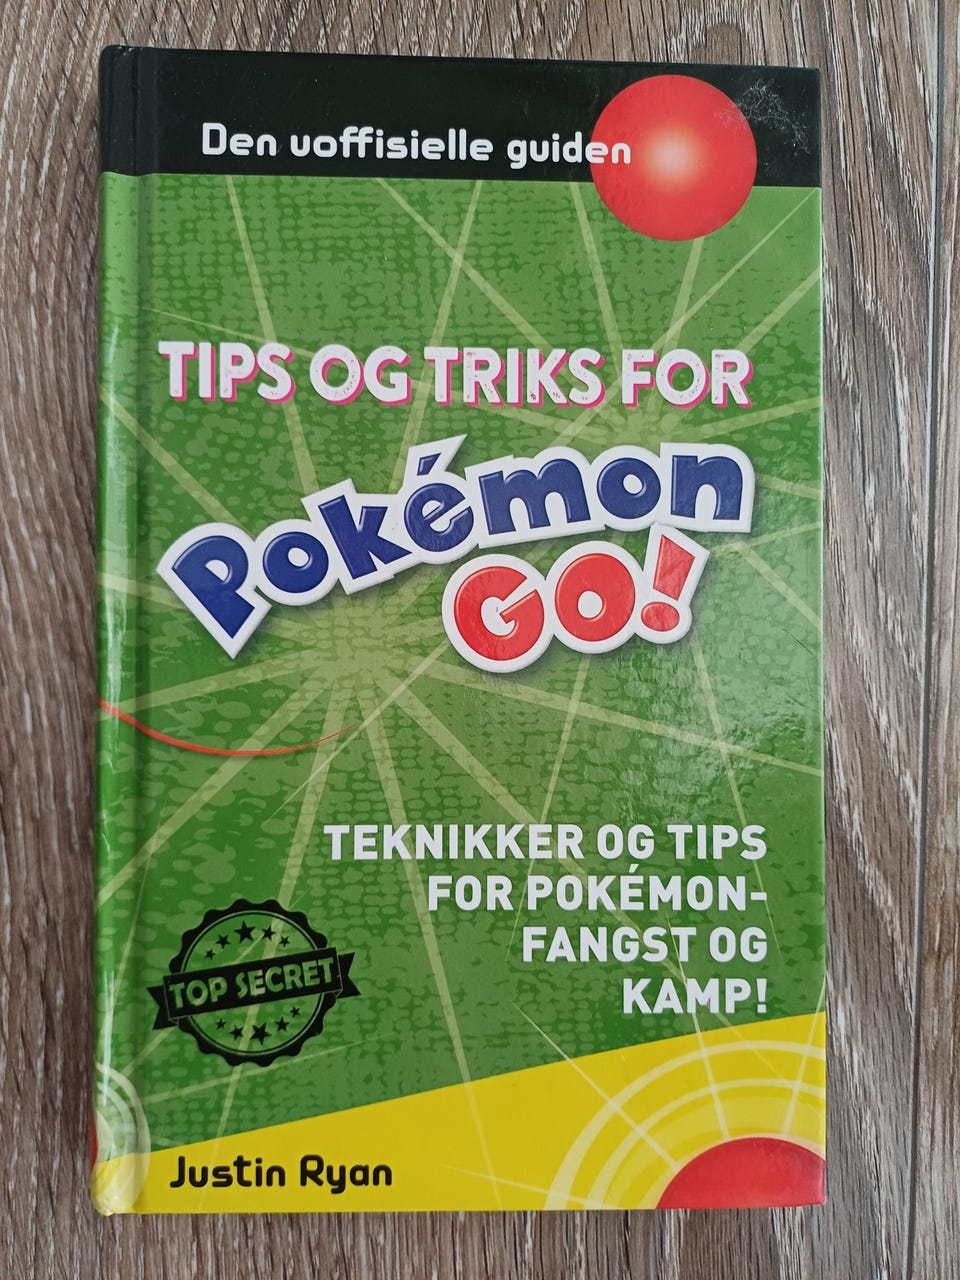 Den uoffisielle guiden
TIPS OG TRIKS FOR
Pokémon
GO!
TEKNIKKER OG TIPS
FOR POKÉMON-
FANGST OG
KAMP!
TOP SECRET
Justin Ryan